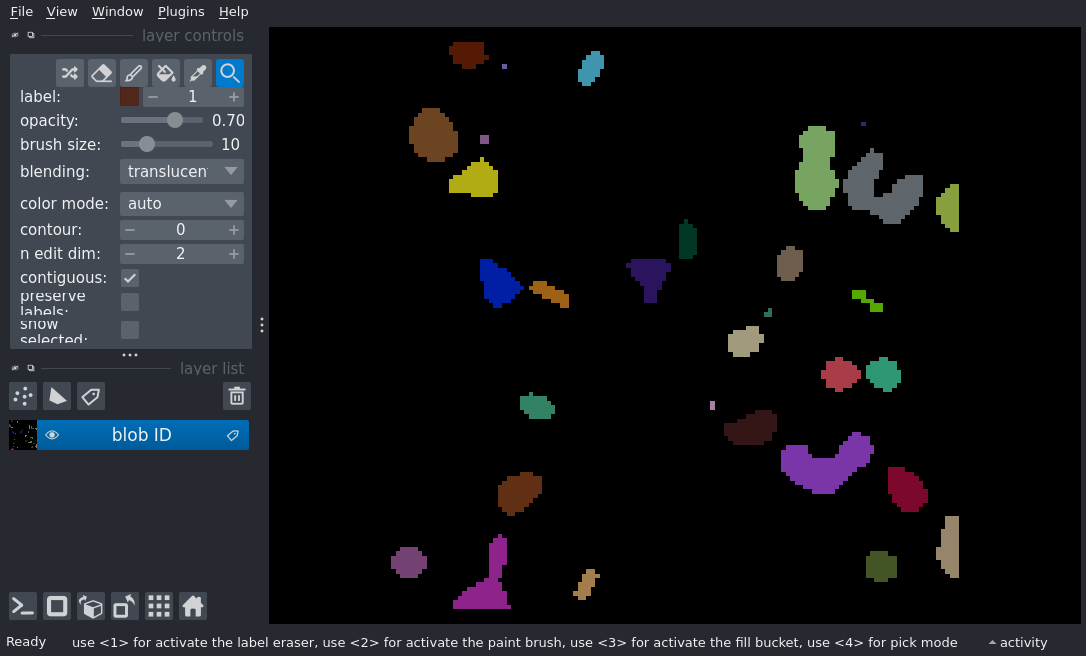 File View Window Plugins Help
layer controls
label: 1
opacity: 0.70
brush size: 10
blending: translucen
color mode: auto
contour: 0
n edit dim: 2
contiguous:
preserve
labels:
show
selected:
layer list
blob ID
Ready use <1> for activate the label eraser, use <2> for activate the paint brush, use <3> for activate the fill bucket, use <4> for pick mode activity